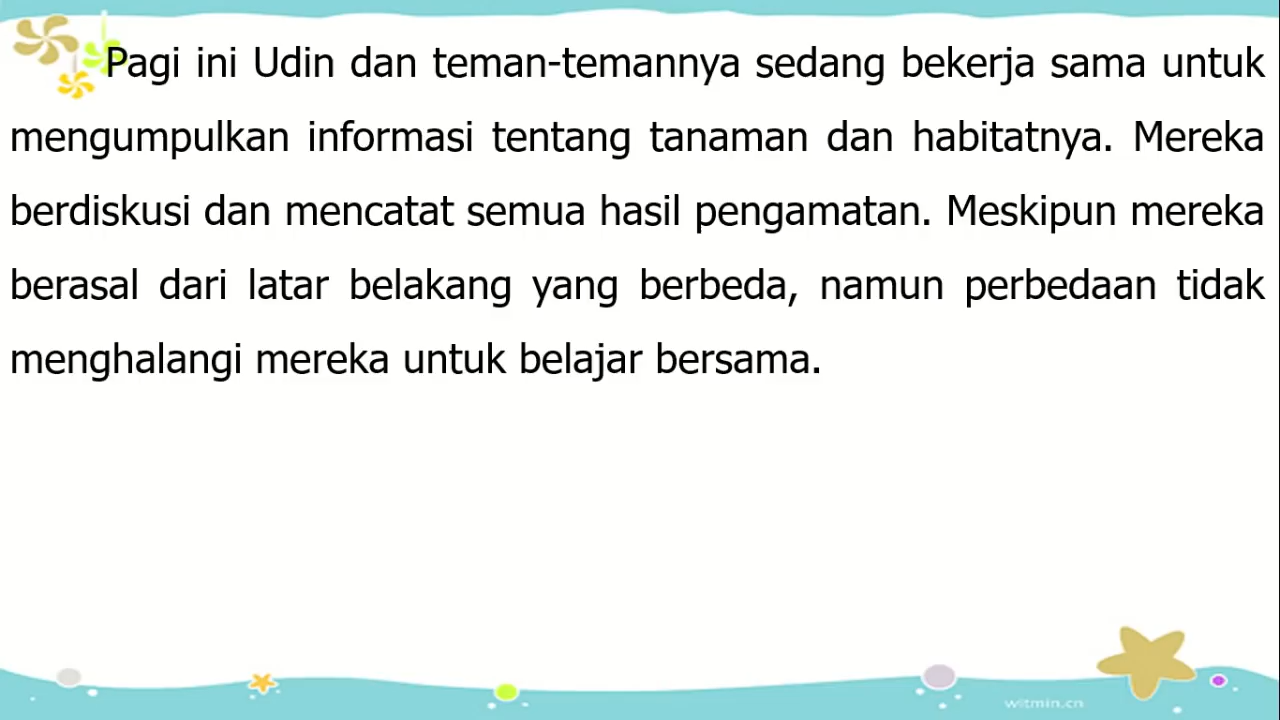 Pagi ini Udin dan teman-temannya sedang bekerja sama untuk
mengumpulkan informasi tentang tanaman dan habitatnya. Mereka
berdiskusi dan mencatat semua hasil pengamatan. Meskipun mereka
berasal dari latar belakang yang berbeda, namun perbedaan tidak
menghalangi mereka untuk belajar bersama.
witmin.cn